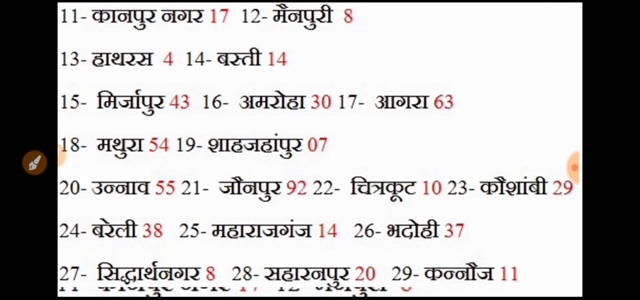 11- कानपुर नगर 17 12- मैनपुरी 8
13- हाथरस 4 14- बस्ती 14
15- मिर्जापुर 43 16- अमरोहा 30 17- आगरा 63
18- मथुरा 54 19- शाहजहांपुर 07
20- उन्नाव 55 21- जौनपुर 92 22- चित्रकूट 10 23- कौशांबी 29
24- बरेली 38 25- महाराजगंज 14 26- भदोही 37
27- सिद्धार्थनगर 8 28- सहारनपुर 20 29- कन्नौज 11